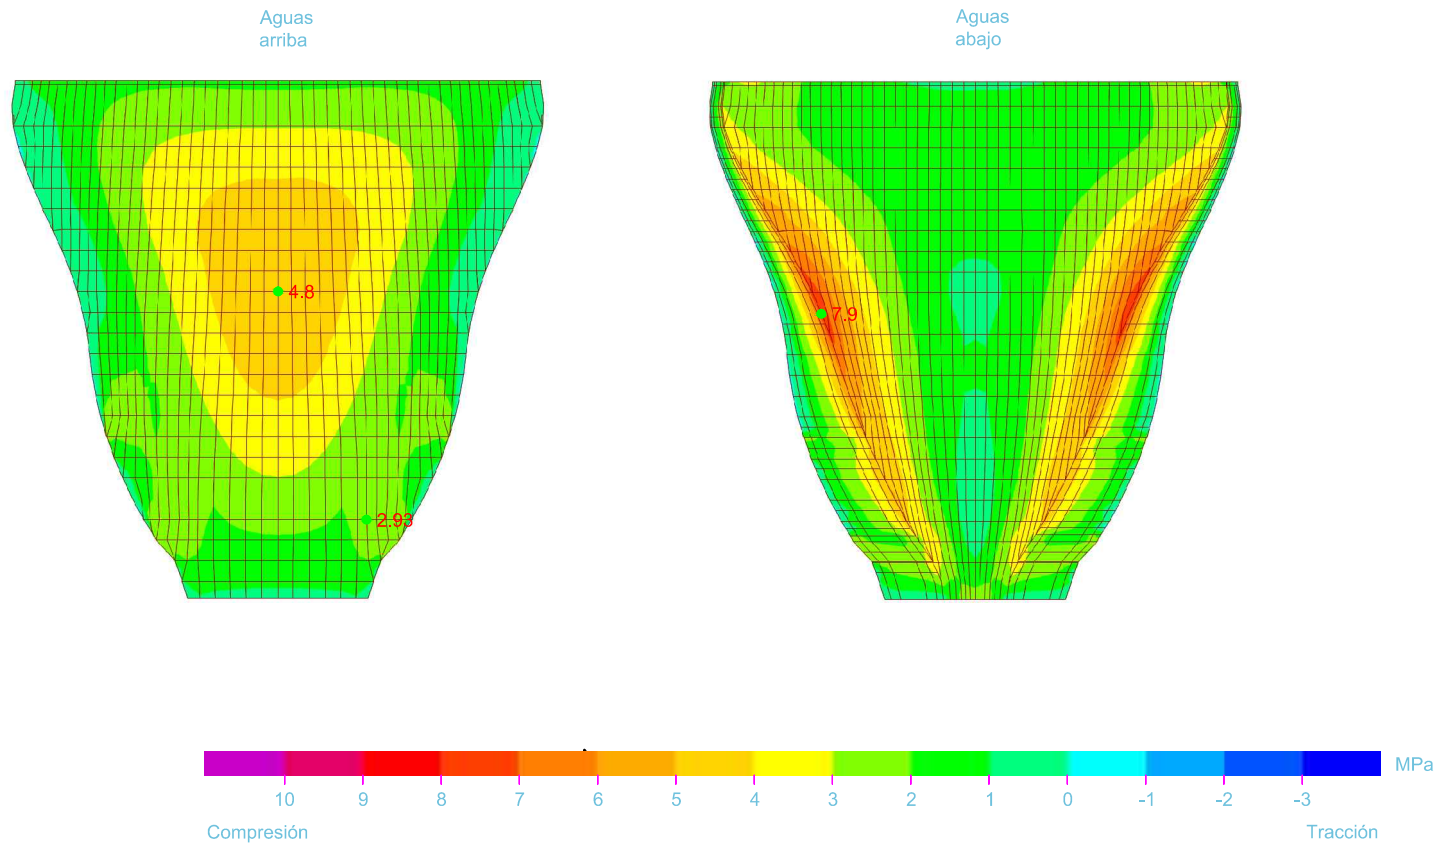 Aguas
arriba
Aguas
abajo
4.8
7.9
2.93
MPa
10 9 8 7 6 5 4 3 2 1 0 -1 -2 -3
Compresión
Tracción